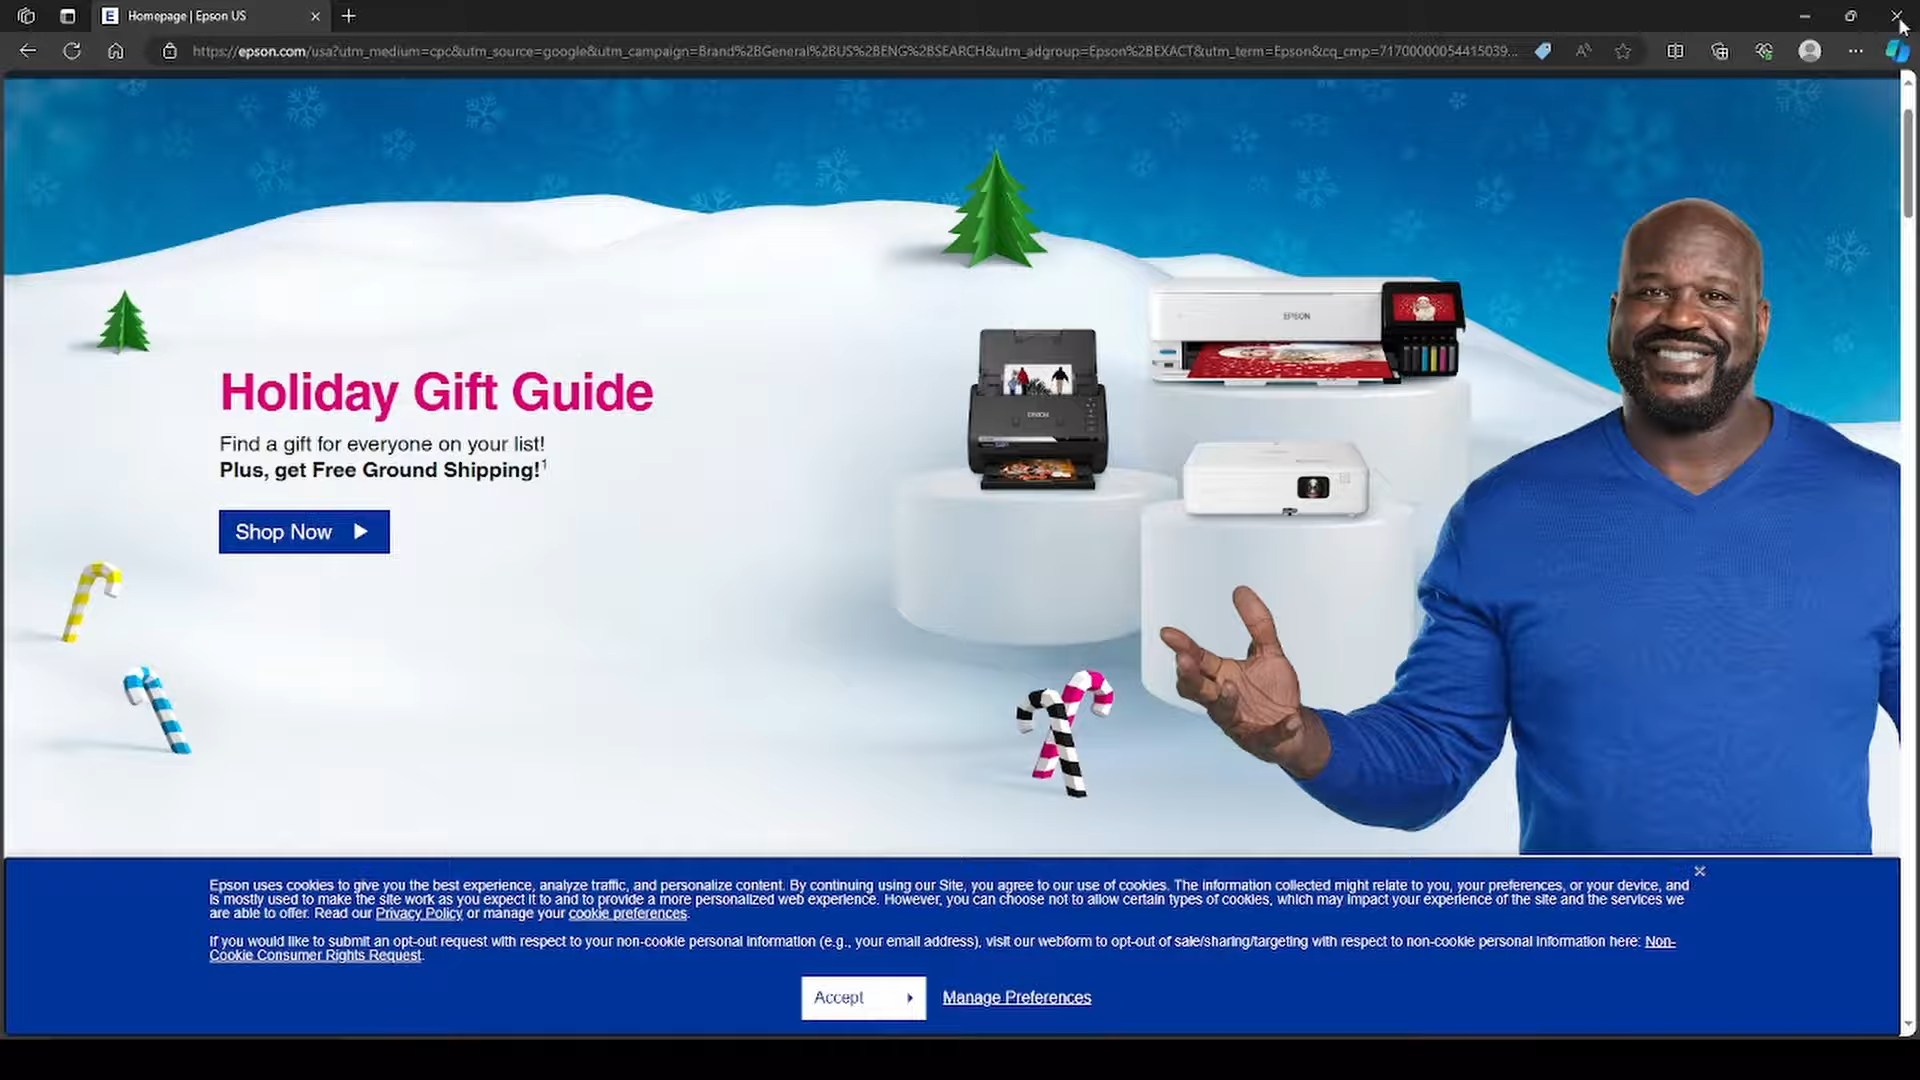 Homepage | Epson US
https://epson.com/usa?utm_medium=cpc&utm_source=google&utm_campaign=Brand%2BGeneral%2BUS%2BENG%2BSEARCH&utm_adgroup=Epson%2BEXACT&utm_term=Epson&cq_cmp=71700000054415039...
EPSON
EPSON
Holiday Gift Guide
Find a gift for everyone on your list!
Plus, get Free Ground Shipping!¹
Shop Now
Epson uses cookies to give you the best experience, analyze traffic, and personalize content. By continuing using our Site, you agree to our use of cookies. The information collected might relate to you, your preferences, or your device, and
is mostly used to make the site work as you expect it to and to provide a more personalized web experience. However, you can choose not to allow certain types of cookies, which may impact your experience of the site and the services we
are able to offer. Read our Privacy Policy or manage your cookie preferences.
If you would like to submit an opt-out request with respect to your non-cookie personal information (e.g., your email address), visit our webform to opt-out of sale/sharing/targeting with respect to non-cookie personal information here: Non-
Cookie Consumer Rights Request.
Accept
Manage Preferences